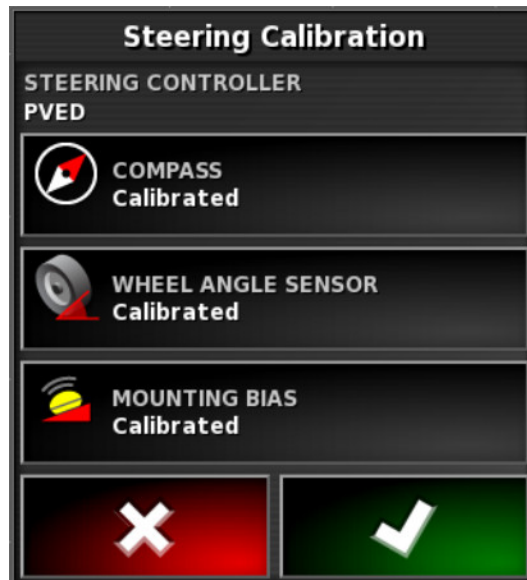 Steering Calibration
STEERING CONTROLLER
PVED
COMPASS
Calibrated
WHEEL ANGLE SENSOR
Calibrated
MOUNTING BIAS
Calibrated